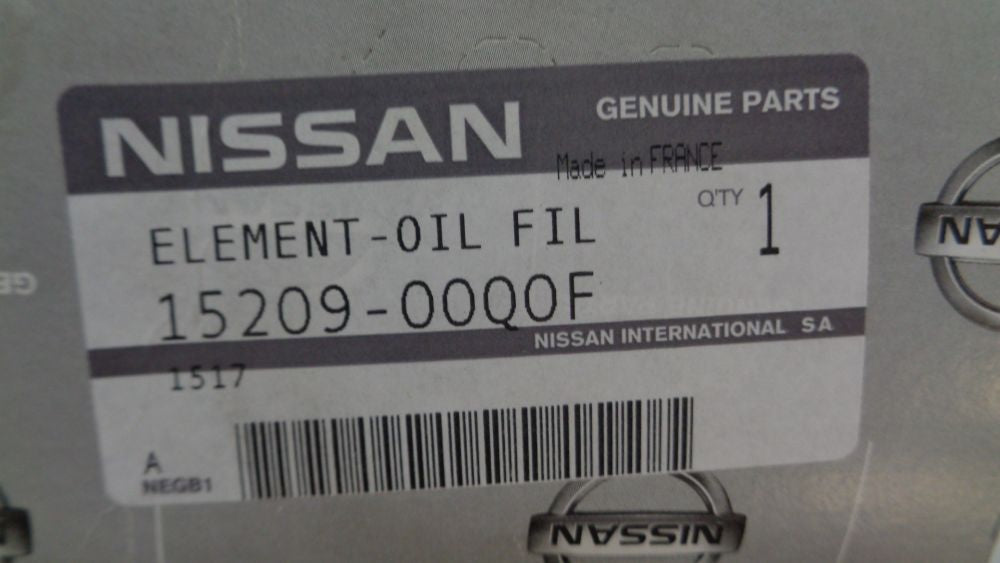 NISSAN
GENUINE PARTS
Made in FRANCE
Q'TY 1
ELEMENT-OIL FIL
15209-00Q0F
NISSAN INTERNATIONAL SA
1517
A
NEGB1
NISSAN